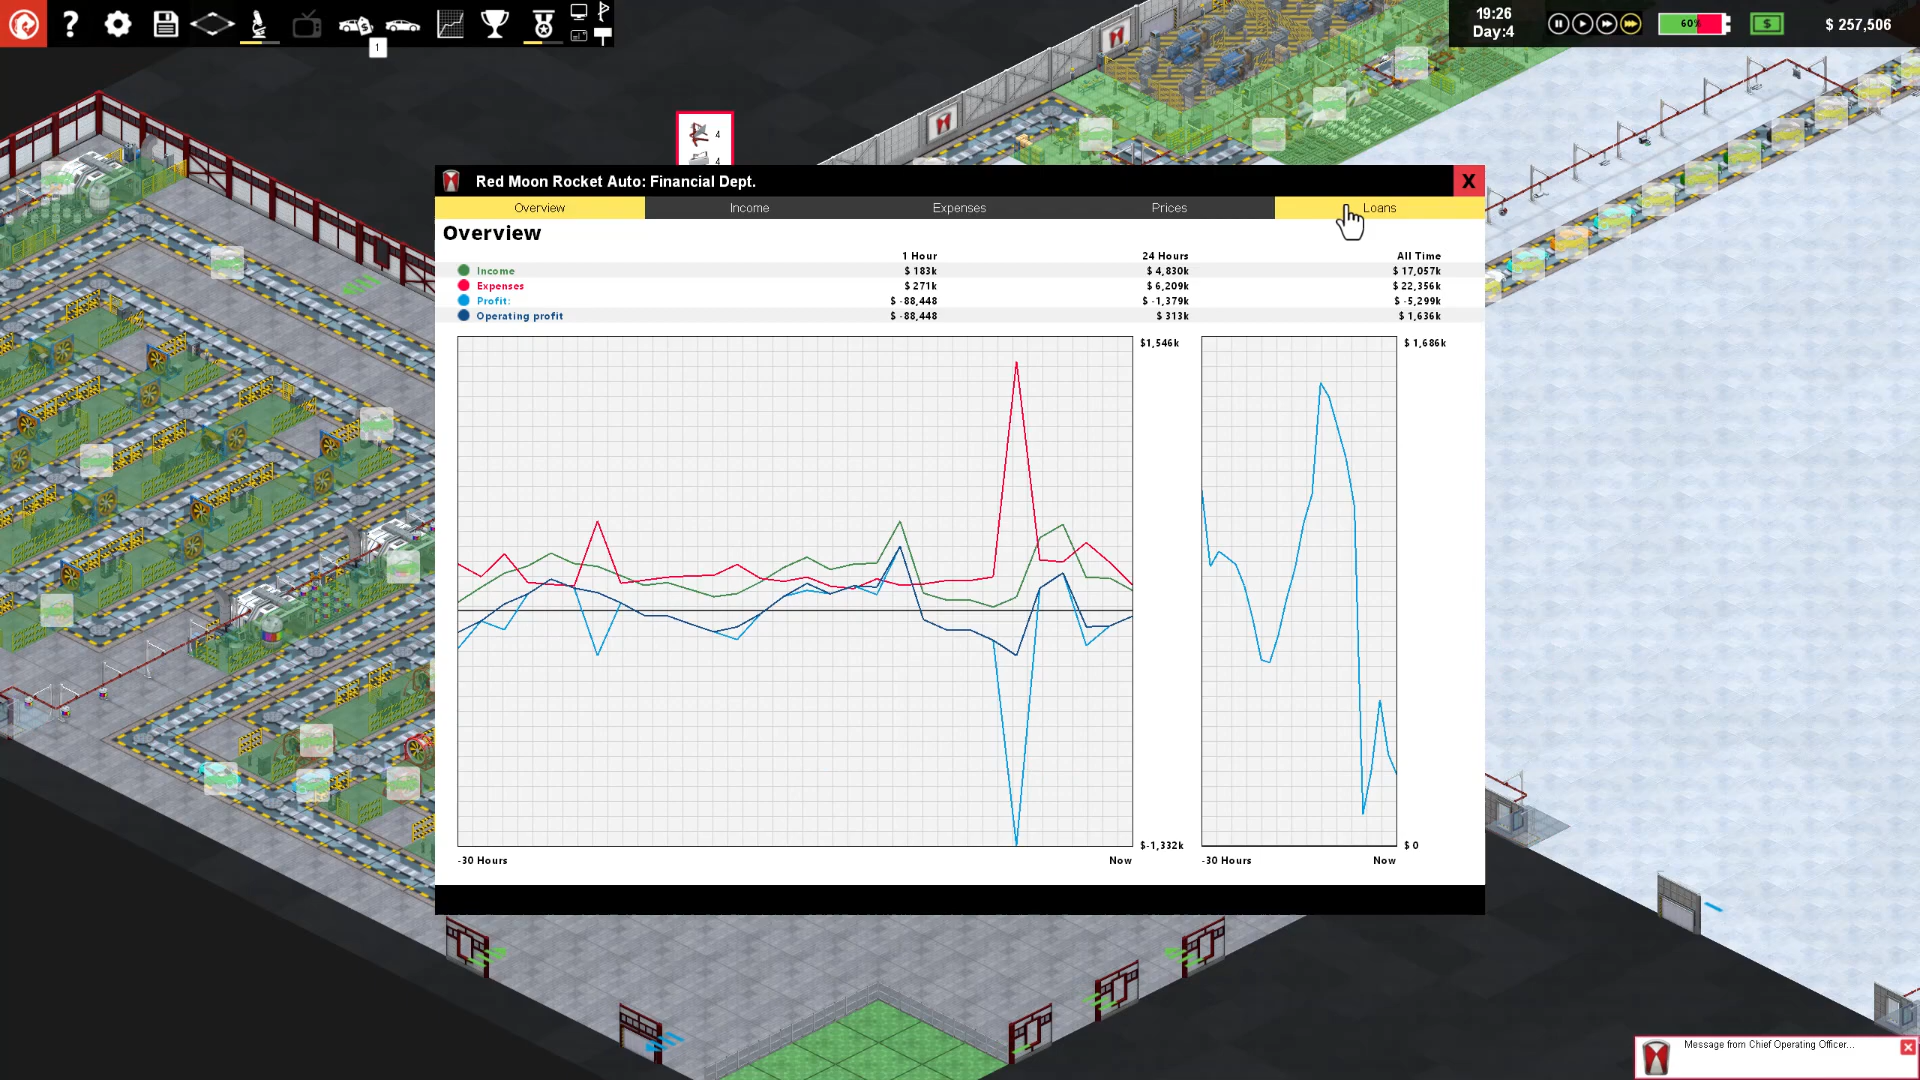 ?
1
19:26
Day:4
60%
$
$ 257,506
4
4
Red Moon Rocket Auto: Financial Dept.
X
Overview
Income
Expenses
Prices
Loans
Overview
1 Hour
24 Hours
All Time
Income
$ 183k
$ 4,830k
$ 17,057k
Expenses
$ 271k
$ 6,209k
$ 22,356k
Profit:
$ -88,448
$ -1,379k
$ -5,299k
Operating profit
$ -88,448
$ 313k
$ 1,636k
$1,546k
$ 1,686k
$-1,332k
$ 0
-30 Hours
Now
-30 Hours
Now
Message from Chief Operating Officer...